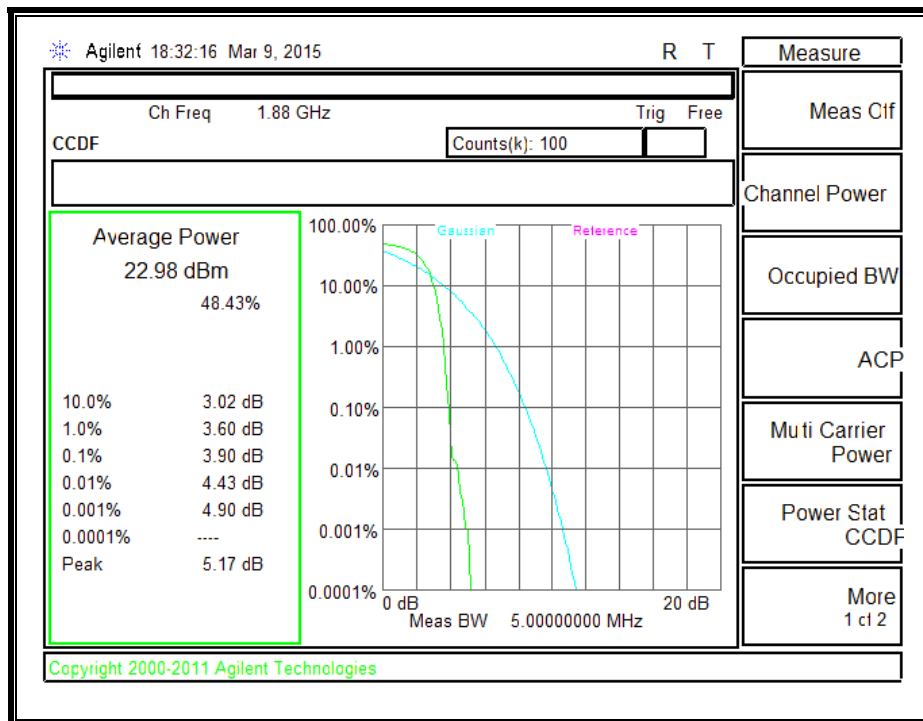 Agilent 18:32:16 Mar 9, 2015 R T
Measure
Ch Freq 1.88 GHz Trig Free
CCDF Counts(k): 100
Meas Off
Channel Power
Occupied BW
ACP
Multi Carrier
Power
Power Stat
CCDF
More
1 of 2
Average Power
22.98 dBm
48.43%
10.0% 3.02 dB
1.0% 3.60 dB
0.1% 3.90 dB
0.01% 4.43 dB
0.001% 4.90 dB
0.0001% ----
Peak 5.17 dB
Gaussian Reference
100.00%
10.00%
1.00%
0.10%
0.01%
0.001%
0.0001%
0 dB 20 dB
Meas BW 5.00000000 MHz
Copyright 2000-2011 Agilent Technologies